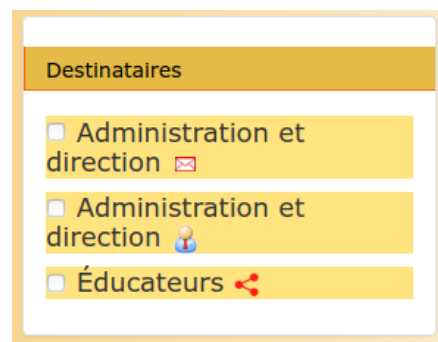 Destinataires
Administration et
direction
Administration et
direction
Éducateurs